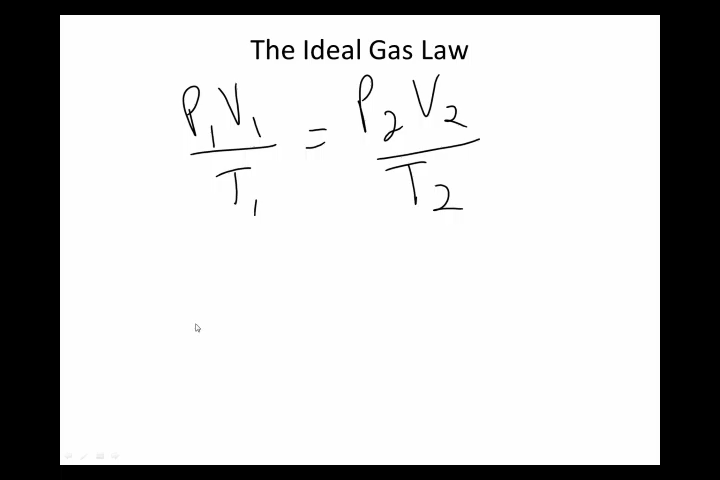 The Ideal Gas Law
P₁V₁/T₁ = P₂V₂/T₂